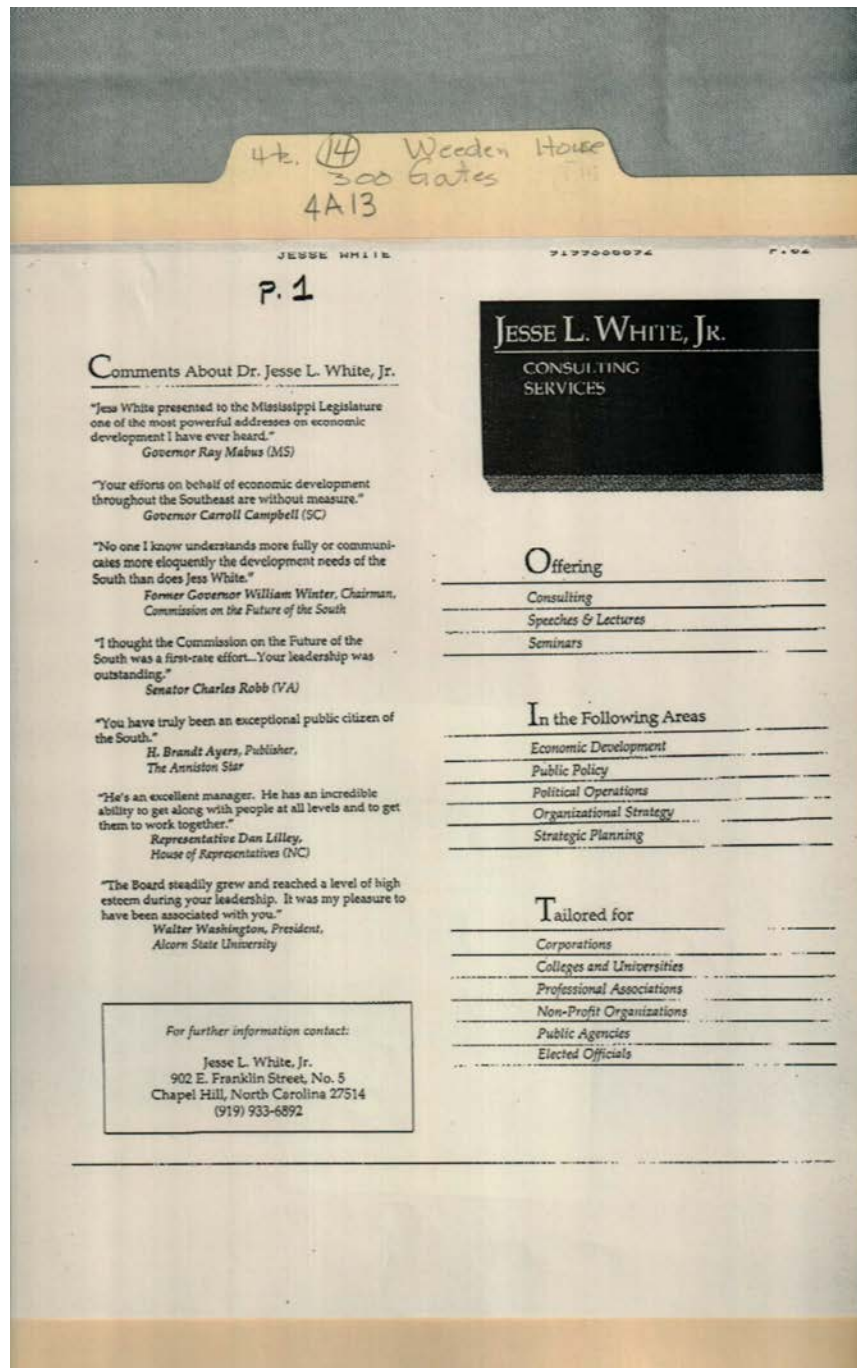 4k. (14) Weeden House
300 Gates
4A13
JESSE WHITE
P.02
P. 1
Comments About Dr. Jesse L. White, Jr.
"Jess White presented to the Mississippi Legislature
one of the most powerful addresses on economic
development I have ever heard."
Governor Ray Mabus (MS)
"Your efforts on behalf of economic development
throughout the Southeast are without measure."
Governor Carroll Campbell (SC)
"No one I know understands more fully or communi-
cates more eloquently the development needs of the
South than does Jess White."
Former Governor William Winter, Chairman,
Commission on the Future of the South
"I thought the Commission on the Future of the
South was a first-rate effort...Your leadership was
outstanding."
Senator Charles Robb (VA)
"You have truly been an exceptional public citizen of
the South."
H. Brandt Ayers, Publisher,
The Anniston Star
"He's an excellent manager. He has an incredible
ability to get along with people at all levels and to get
them to work together."
Representative Dan Lilley,
House of Representatives (NC)
"The Board steadily grew and reached a level of high
esteem during your leadership. It was my pleasure to
have been associated with you."
Walter Washington, President,
Alcorn State University
For further information contact:
Jesse L. White, Jr.
902 E. Franklin Street, No. 5
Chapel Hill, North Carolina 27514
(919) 933-6892
JESSE L. WHITE, JR.
CONSULTING
SERVICES
Offering
Consulting
Speeches & Lectures
Seminars
In the Following Areas
Economic Development
Public Policy
Political Operations
Organizational Strategy
Strategic Planning
Tailored for
Corporations
Colleges and Universities
Professional Associations
Non-Profit Organizations
Public Agencies
Elected Officials